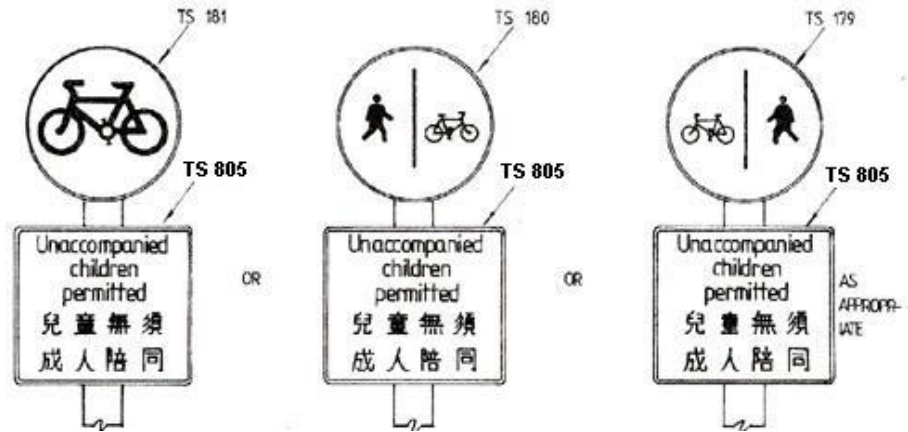 TS 181
TS 180
TS 179
TS 805
TS 805
TS 805
Unaccompanied
children
permitted
兒童無須
成人陪同
OR
Unaccompanied
children
permitted
兒童無須
成人陪同
OR
Unaccompanied
children
permitted
兒童無須
成人陪同
AS
APPROPR-
IATE